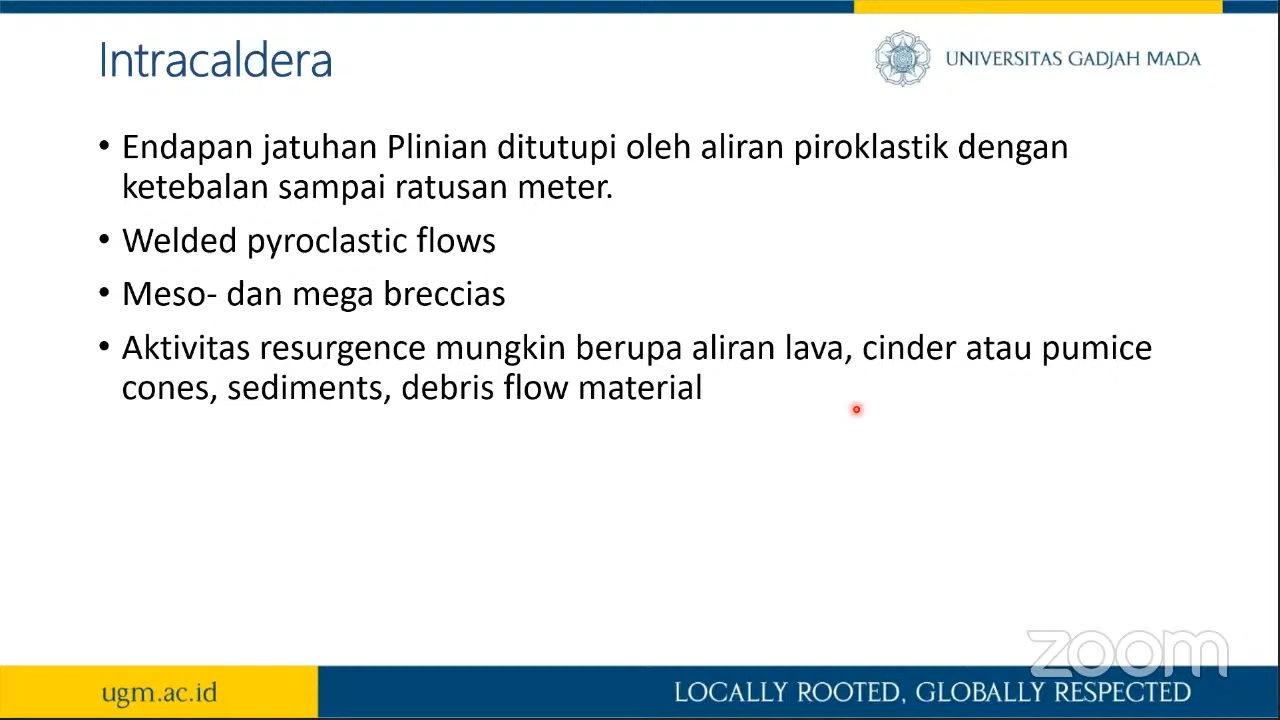 Intracaldera
UNIVERSITAS GADJAH MADA
• Endapan jatuhan Plinian ditutupi oleh aliran piroklastik dengan
ketebalan sampai ratusan meter.
• Welded pyroclastic flows
• Meso- dan mega breccias
• Aktivitas resurgence mungkin berupa aliran lava, cinder atau pumice
cones, sediments, debris flow material
zoom
ugm.ac.id
LOCALLY ROOTED, GLOBALLY RESPECTED